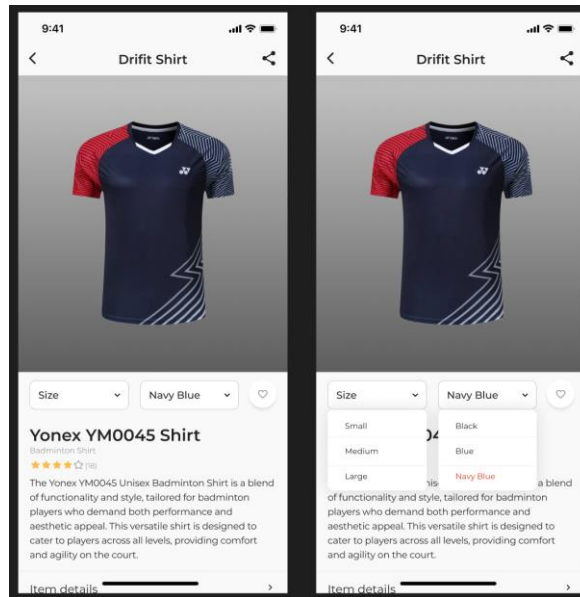 9:41
Drifit Shirt
Size
Navy Blue
Yonex YM0045 Shirt
Badminton Shirt
(18)
The Yonex YM0045 Unisex Badminton Shirt is a blend
of functionality and style, tailored for badminton
players who demand both performance and
aesthetic appeal. This versatile shirt is designed to
cater to players across all levels, providing comfort
and agility on the court.
Item details
9:41
Drifit Shirt
Size
Navy Blue
Small
Medium
Large
Black
Blue
Navy Blue
a blend
of functionality and style, tailored for badminton
players who demand both performance and
aesthetic appeal. This versatile shirt is designed to
cater to players across all levels, providing comfort
and agility on the court.
Item details